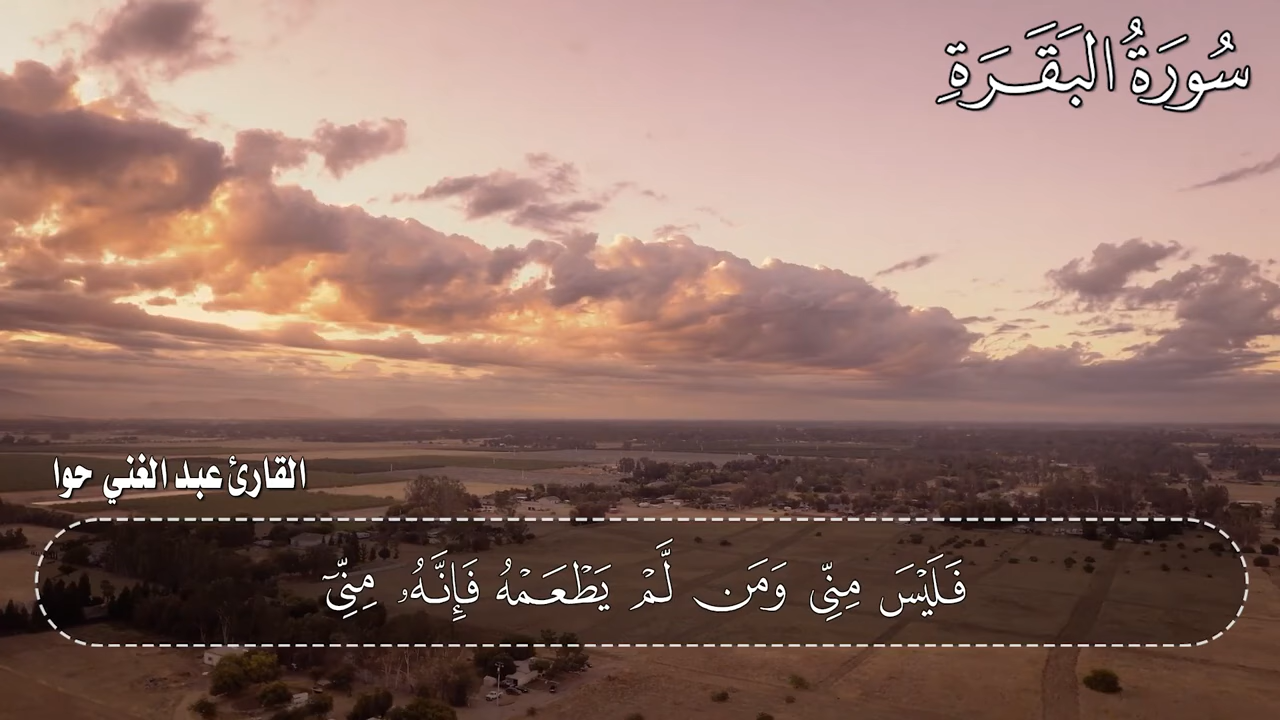 سُورَةُ البَقَرَةِ
القارئ عبد الغني حوا
فَلَيْسَ مِنِّى وَمَن لَّمْ يَطْعَمْهُ فَإِنَّهُۥ مِنِّىٓ